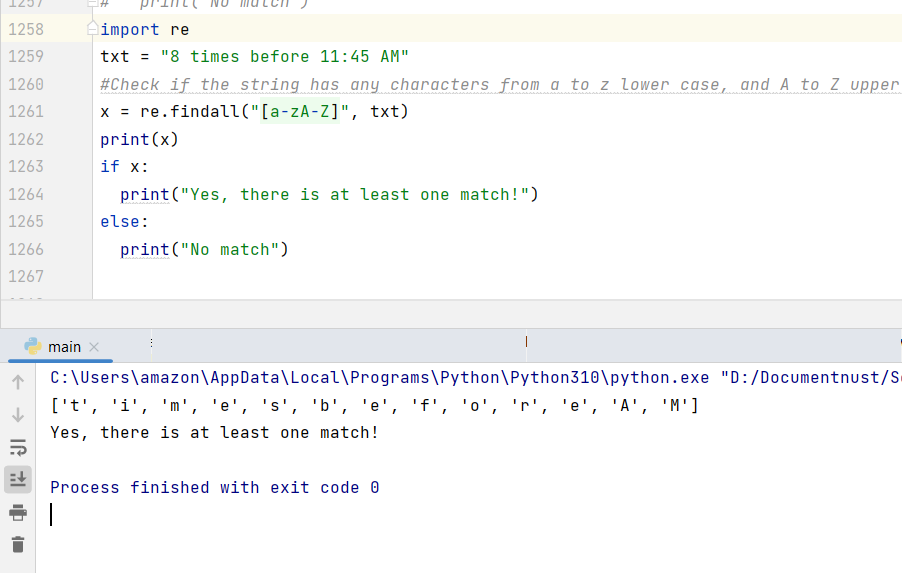 1257 #   print("No match")
1258 import re
1259 txt = "8 times before 11:45 AM"
1260 #Check if the string has any characters from a to z lower case, and A to Z upper
1261 x = re.findall("[a-zA-Z]", txt)
1262 print(x)
1263 if x:
1264   print("Yes, there is at least one match!")
1265 else:
1266   print("No match")
1267
main
C:\Users\amazon\AppData\Local\Programs\Python\Python310\python.exe "D:/Documentnust/S
['t', 'i', 'm', 'e', 's', 'b', 'e', 'f', 'o', 'r', 'e', 'A', 'M']
Yes, there is at least one match!
Process finished with exit code 0